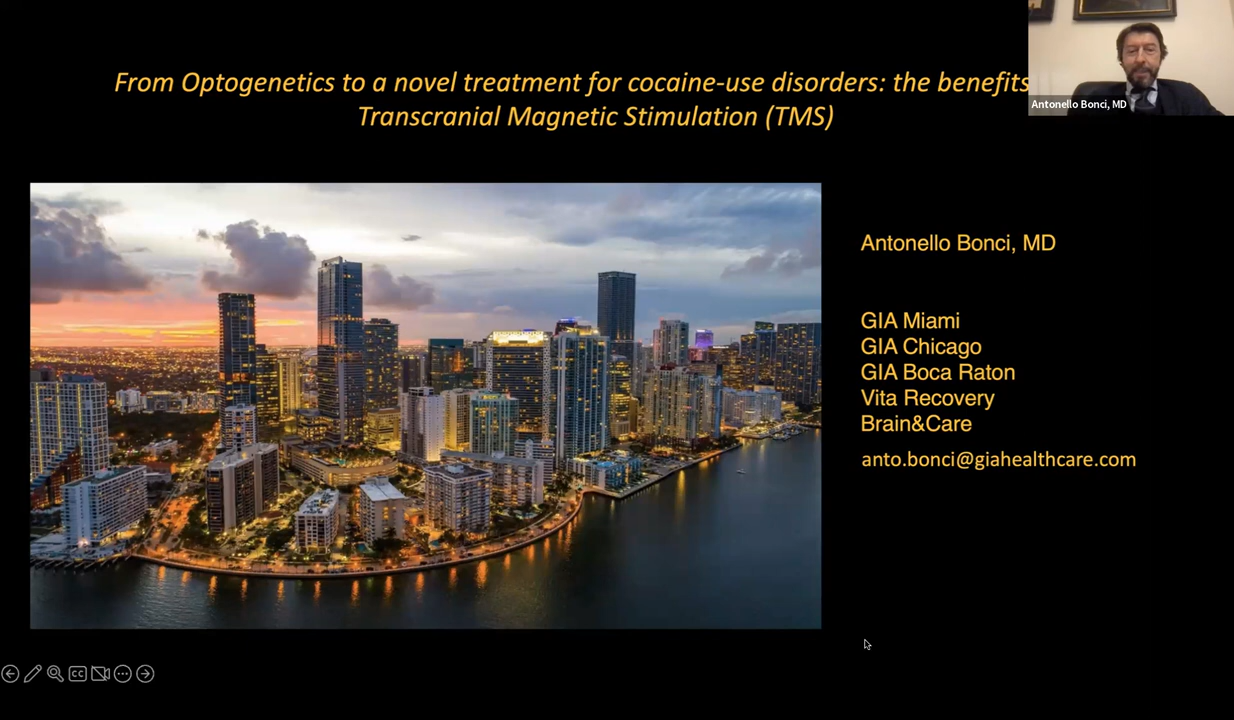 From Optogenetics to a novel treatment for cocaine-use disorders: the benefits
Transcranial Magnetic Stimulation (TMS)
Antonello Bonci, MD
Antonello Bonci, MD
GIA Miami
GIA Chicago
GIA Boca Raton
Vita Recovery
Brain&Care
anto.bonci@giahealthcare.com
CC